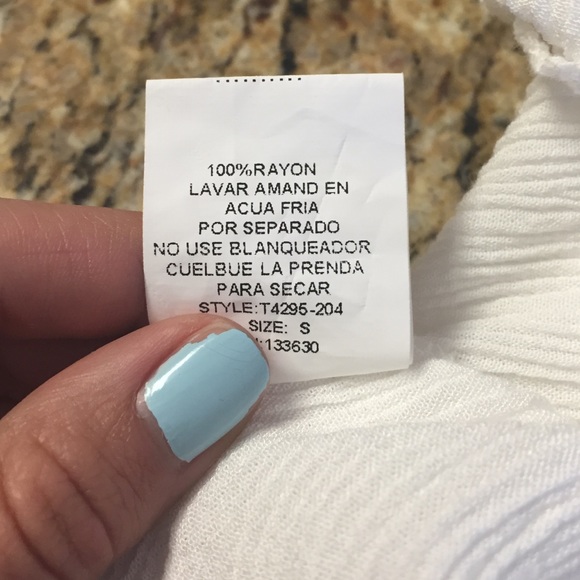 100%RAYON
LAVAR AMAND EN
ACUA FRIA
POR SEPARADO
NO USE BLANQUEADOR
CUELBUE LA PRENDA
PARA SECAR
STYLE:T4295-204
SIZE: S
:133630